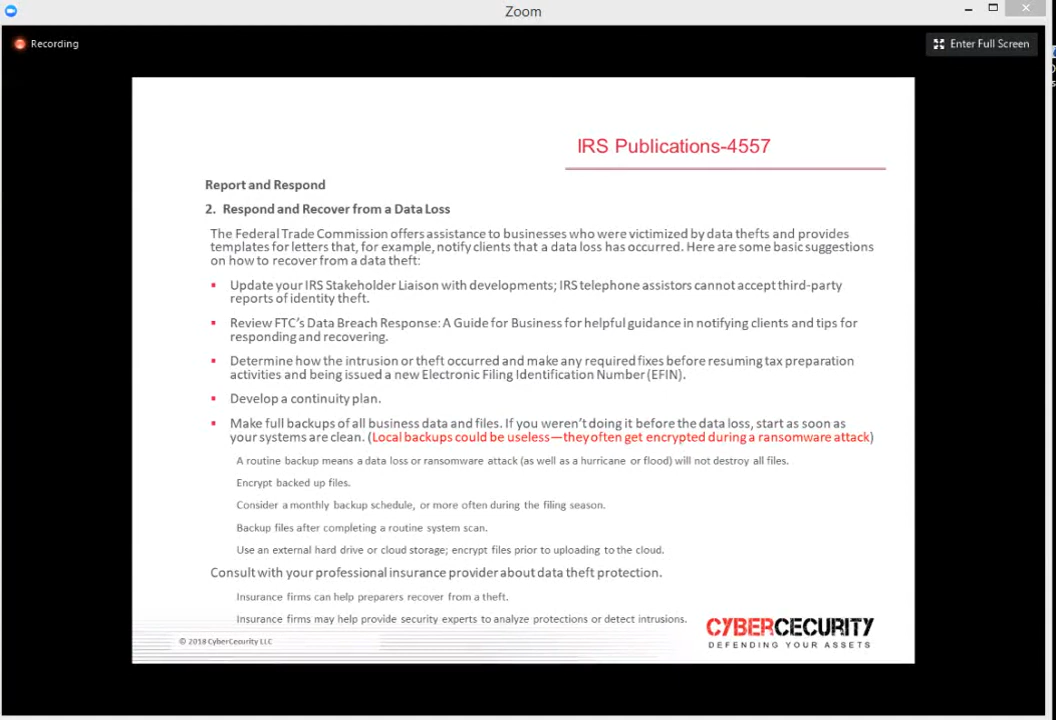 Zoom
Recording
Enter Full Screen
IRS Publications-4557
Report and Respond
2. Respond and Recover from a Data Loss
The Federal Trade Commission offers assistance to businesses who were victimized by data thefts and provides
templates for letters that, for example, notify clients that a data loss has occurred. Here are some basic suggestions
on how to recover from a data theft:
▪ Update your IRS Stakeholder Liaison with developments; IRS telephone assistors cannot accept third-party
reports of identity theft.
▪ Review FTC's Data Breach Response: A Guide for Business for helpful guidance in notifying clients and tips for
responding and recovering.
▪ Determine how the intrusion or theft occurred and make any required fixes before resuming tax preparation
activities and being issued a new Electronic Filing Identification Number (EFIN).
▪ Develop a continuity plan.
▪ Make full backups of all business data and files. If you weren't doing it before the data loss, start as soon as
your systems are clean. (Local backups could be useless—they often get encrypted during a ransomware attack)
A routine backup means a data loss or ransomware attack (as well as a hurricane or flood) will not destroy all files.
Encrypt backed up files.
Consider a monthly backup schedule, or more often during the filing season.
Backup files after completing a routine system scan.
Use an external hard drive or cloud storage; encrypt files prior to uploading to the cloud.
Consult with your professional insurance provider about data theft protection.
Insurance firms can help preparers recover from a theft.
Insurance firms may help provide security experts to analyze protections or detect intrusions.
CYBERCECURITY
DEFENDING YOUR ASSETS
© 2018 CyberCecurity LLC